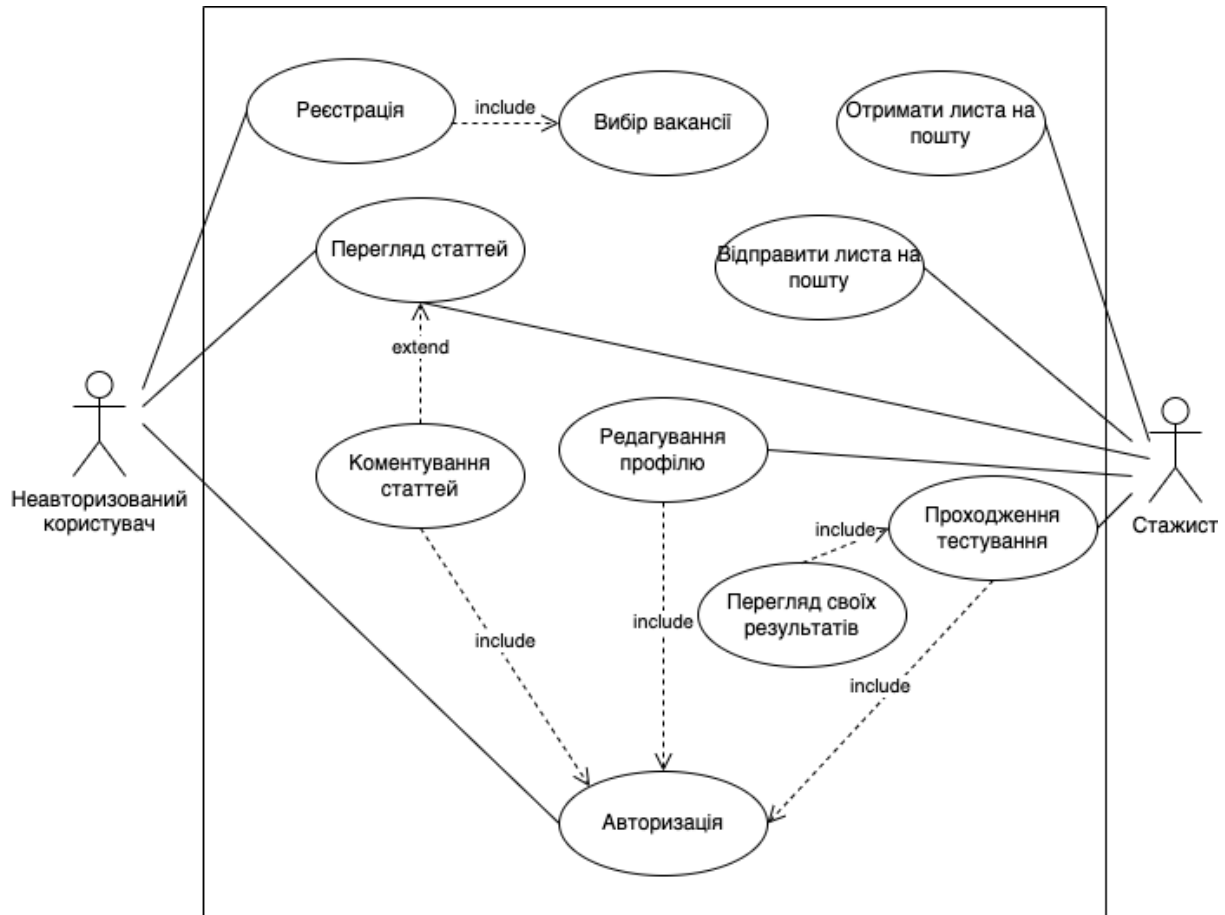 Реєстрація
include
Вибір вакансії
Отримати листа на
пошту
Перегляд статтей
Відправити листа на
пошту
extend
Неавторизований
користувач
Коментування
статтей
Редагування
профілю
Стажист
include
Проходження
тестування
Перегляд своїх
результатів
include
include
include
Авторизація